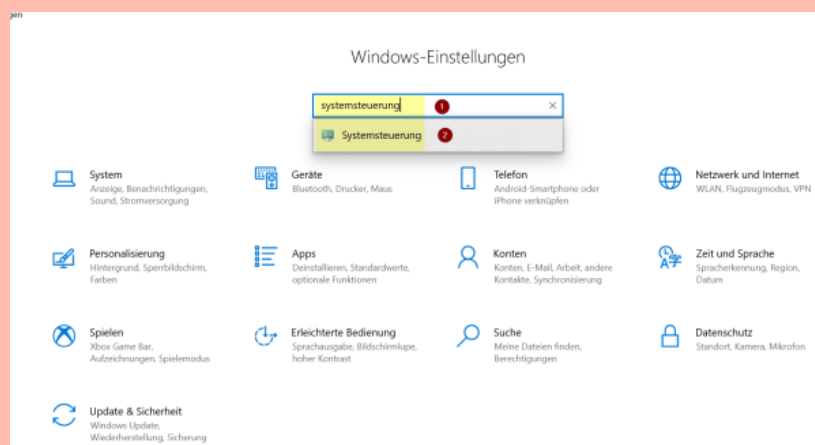 gen
Windows-Einstellungen
systemsteuerung 1 ×
Systemsteuerung 2
System
Anzeige, Benachrichtigungen,
Sound, Stromversorgung
Geräte
Bluetooth, Drucker, Maus
Telefon
Android-Smartphone oder
iPhone verknüpfen
Netzwerk und Internet
WLAN, Flugzeugmodus, VPN
Personalisierung
Hintergrund, Sperrbildschirm,
Farben
Apps
Deinstallieren, Standardwerte,
optionale Funktionen
Konten
Konten, E-Mail, Arbeit, andere
Kontakte, Synchronisierung
Zeit und Sprache
Spracherkennung, Region,
Datum
Spielen
Xbox Game Bar,
Aufzeichnungen, Spielemodus
Erleichterte Bedienung
Sprachausgabe, Bildschirmlupe,
hoher Kontrast
Suche
Meine Dateien finden,
Berechtigungen
Datenschutz
Standort, Kamera, Mikrofon
Update & Sicherheit
Windows Update,
Wiederherstellung, Sicherung